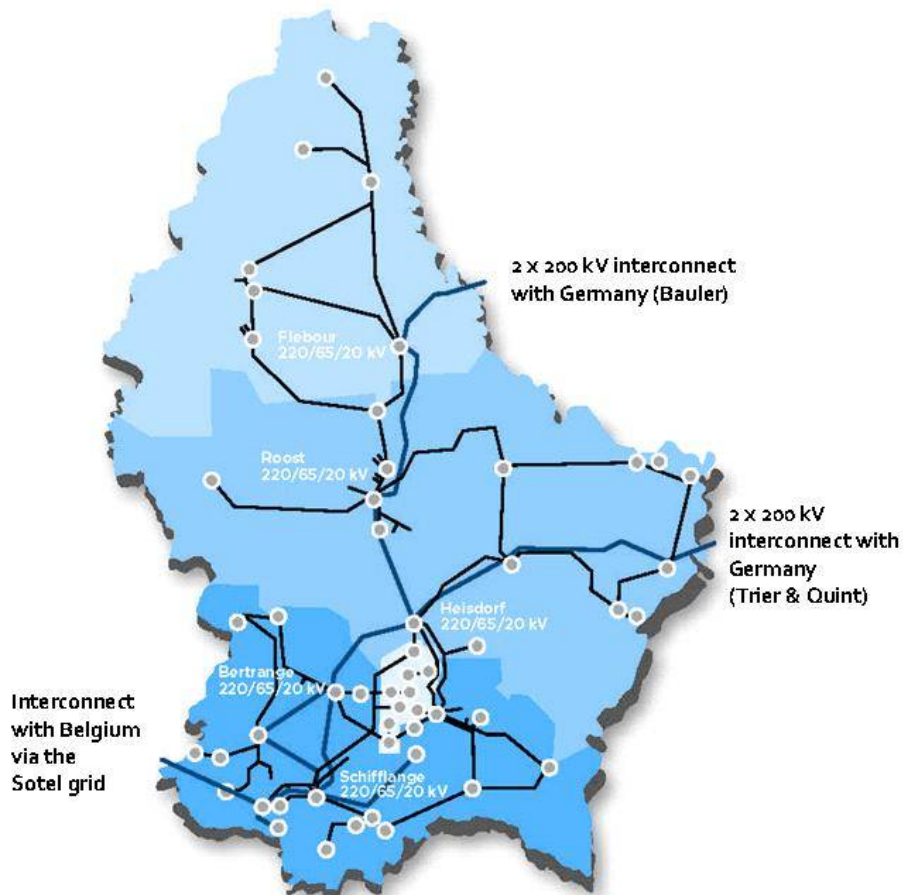 2 x 200 kV interconnect
with Germany (Bauler)
Flebour
220/65/20 kV
Roost
220/65/20 kV
2 x 200 kV
interconnect with
Germany
(Trier & Quint)
Heisdorf
220/65/20 kV
Bertrange
220/65/20 kV
Interconnect
with Belgium
via the
Sotel grid
Schifflange
220/65/20 kV